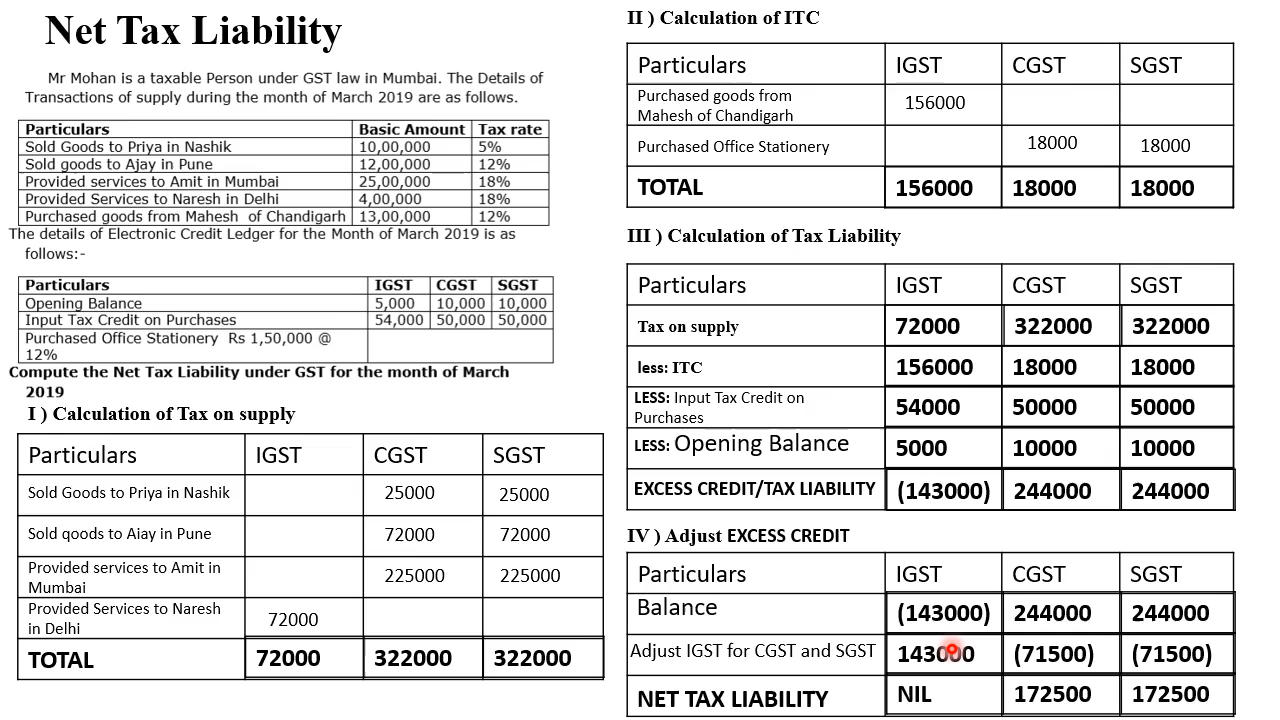 Net Tax Liability
Mr Mohan is a taxable Person under GST law in Mumbai. The Details of
Transactions of supply during the month of March 2019 are as follows.
Particulars Basic Amount Tax rate
Sold Goods to Priya in Nashik 10,00,000 5%
Sold goods to Ajay in Pune 12,00,000 12%
Provided services to Amit in Mumbai 25,00,000 18%
Provided Services to Naresh in Delhi 4,00,000 18%
Purchased goods from Mahesh of Chandigarh 13,00,000 12%
The details of Electronic Credit Ledger for the Month of March 2019 is as
follows:-
Particulars IGST CGST SGST
Opening Balance 5,000 10,000 10,000
Input Tax Credit on Purchases 54,000 50,000 50,000
Purchased Office Stationery Rs 1,50,000 @
12%
Compute the Net Tax Liability under GST for the month of March
2019
I ) Calculation of Tax on supply
Particulars IGST CGST SGST
Sold Goods to Priya in Nashik 25000 25000
Sold goods to Aiay in Pune 72000 72000
Provided services to Amit in
Mumbai 225000 225000
Provided Services to Naresh
in Delhi 72000
TOTAL 72000 322000 322000
II ) Calculation of ITC
Particulars IGST CGST SGST
Purchased goods from
Mahesh of Chandigarh 156000
Purchased Office Stationery 18000 18000
TOTAL 156000 18000 18000
III ) Calculation of Tax Liability
Particulars IGST CGST SGST
Tax on supply 72000 322000 322000
less: ITC 156000 18000 18000
LESS: Input Tax Credit on
Purchases 54000 50000 50000
LESS: Opening Balance 5000 10000 10000
EXCESS CREDIT/TAX LIABILITY (143000) 244000 244000
IV ) Adjust EXCESS CREDIT
Particulars IGST CGST SGST
Balance (143000) 244000 244000
Adjust IGST for CGST and SGST 143000 (71500) (71500)
NET TAX LIABILITY NIL 172500 172500